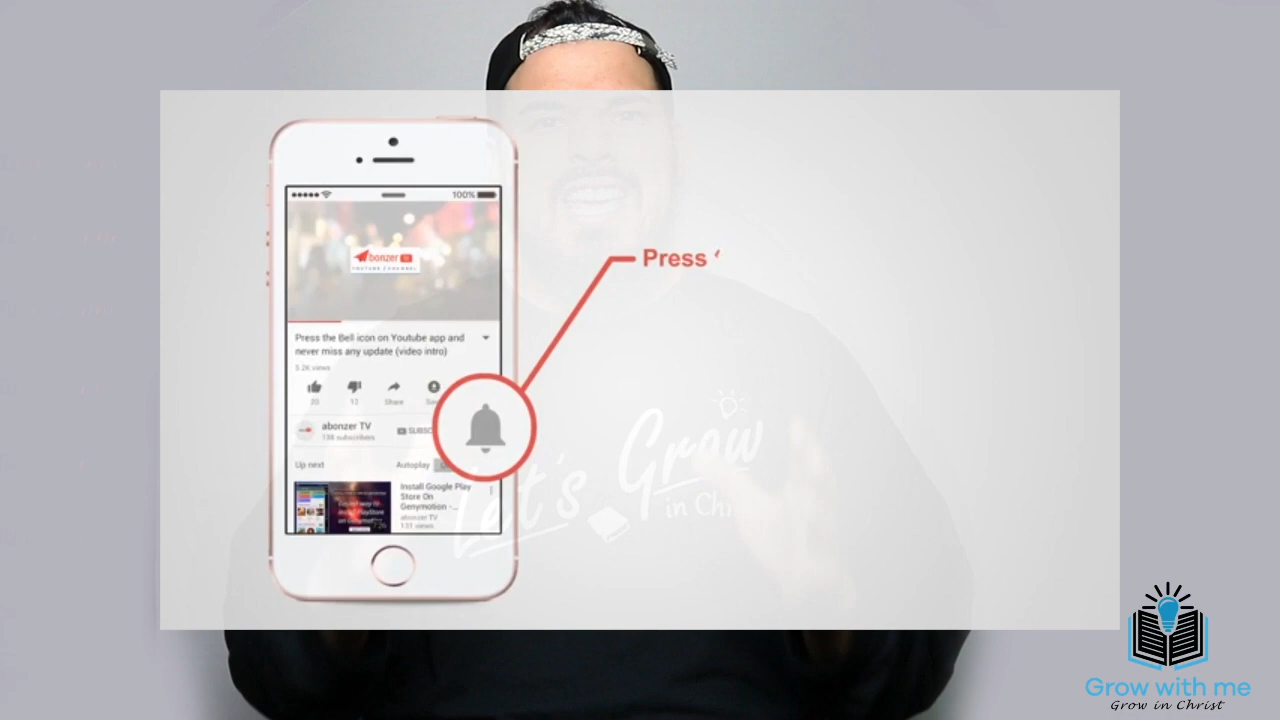 100%
bonzer
YOUTUBE CHANNEL
Press the Bell icon on Youtube app and
never miss any update (video intro)
5.2K views
20 12 Share
abonzer TV
138 subscribers
Up next Autoplay
Install Google Play
Store On
Genymotion -...
abonzer TV
131 views
Press '
Let's Grow
in Chri
Grow with me
Grow in Christ